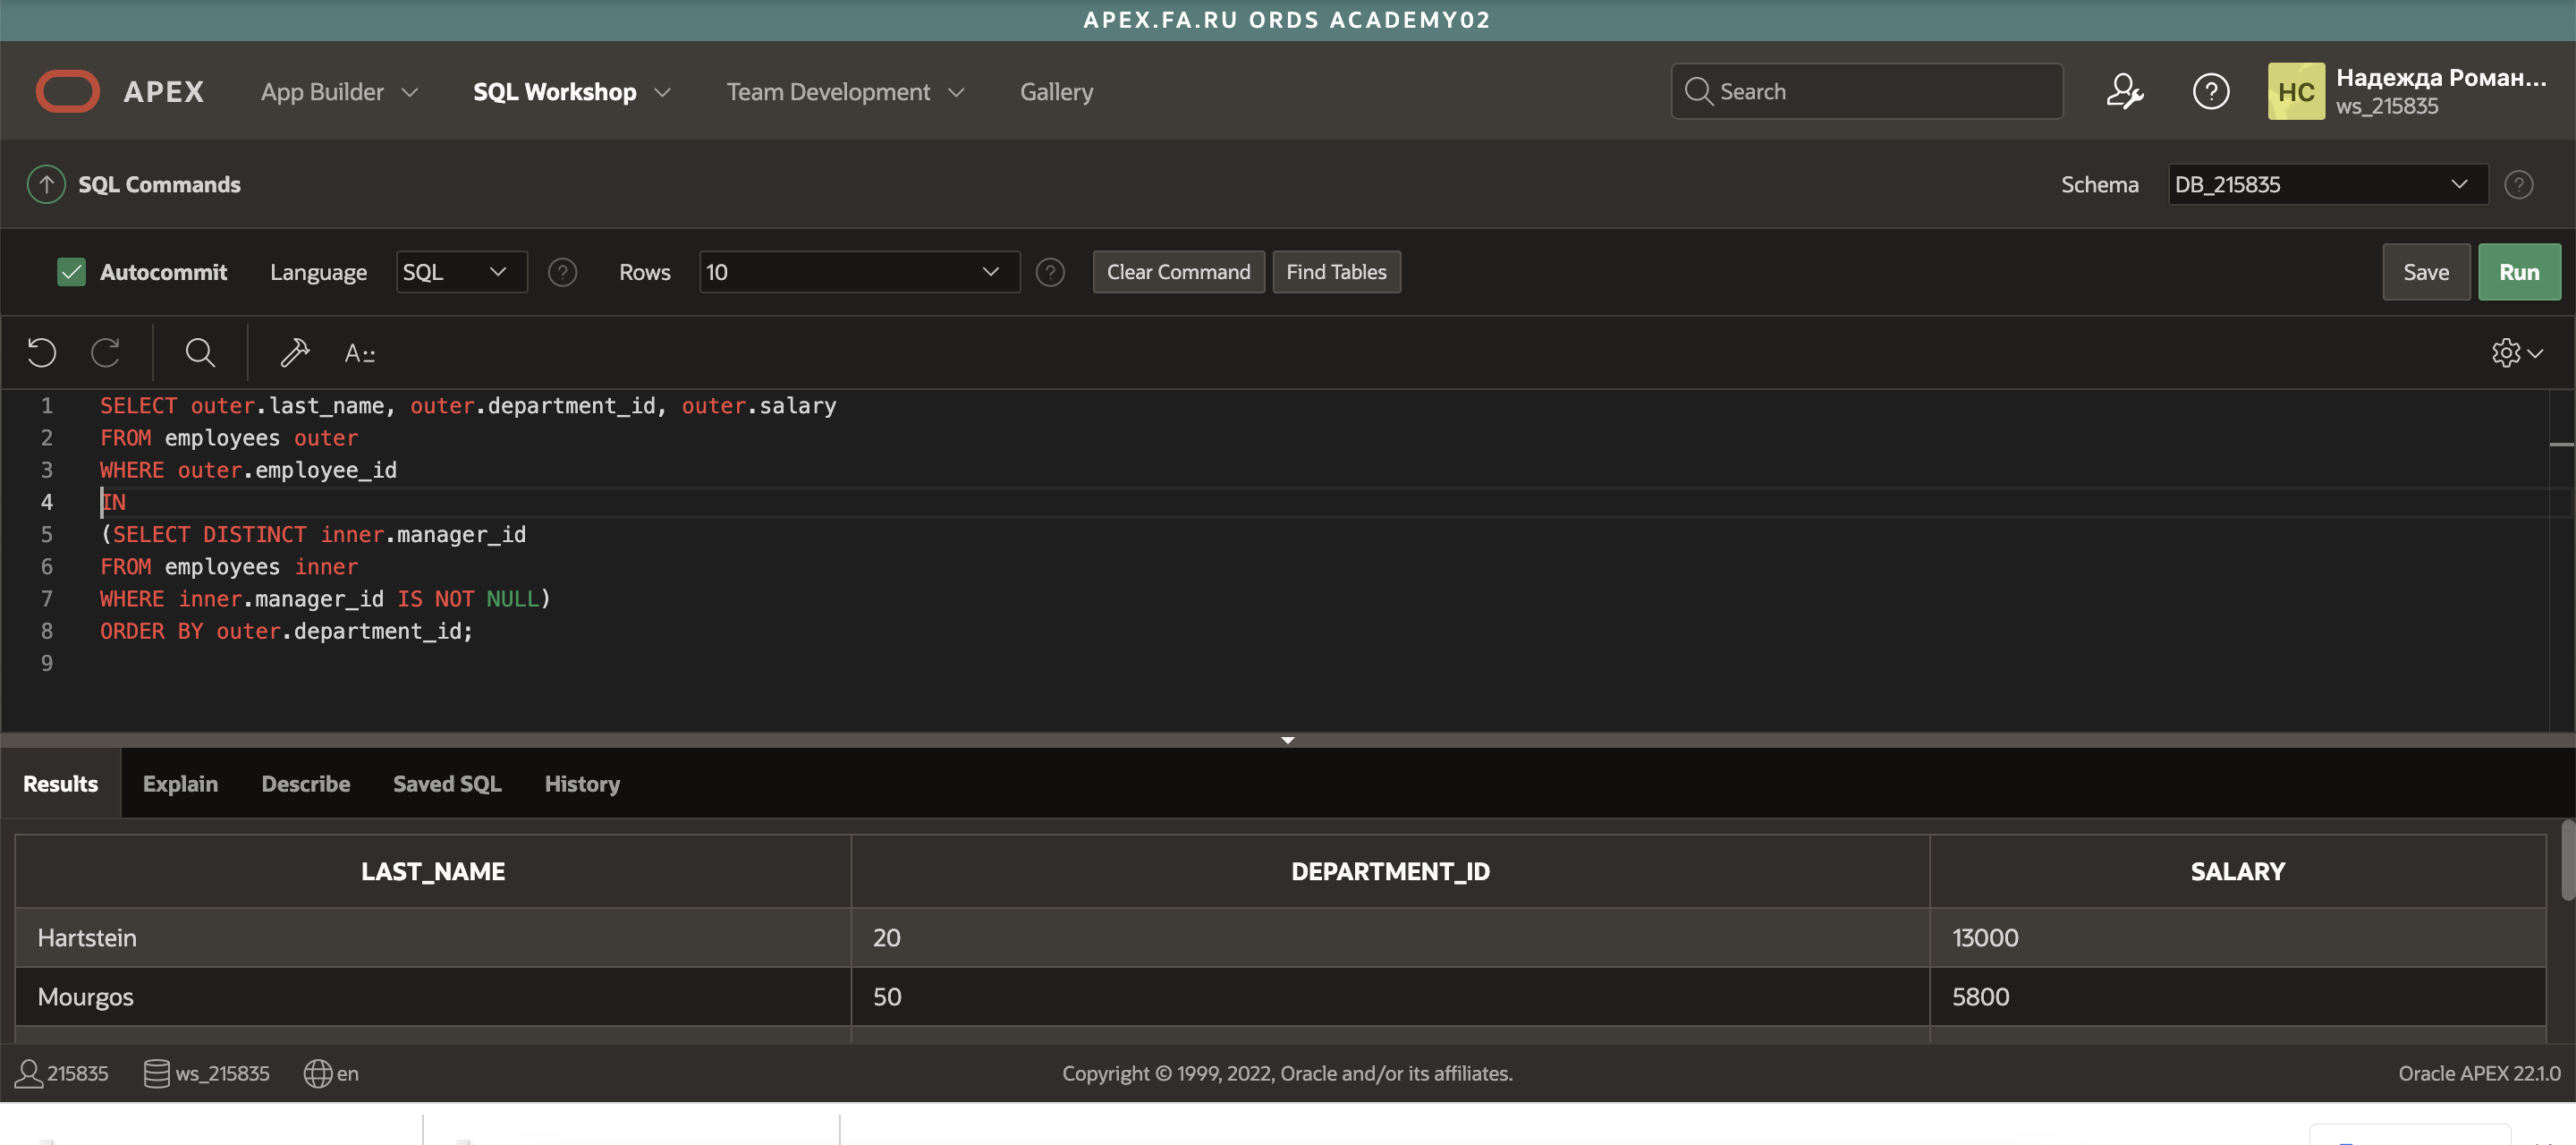 APEX.FA.RU ORDS ACADEMY02
APEX App Builder SQL Workshop Team Development Gallery Search ? НС Надежда Роман...
ws_215835
SQL Commands Schema DB_215835 ?
Autocommit Language SQL ? Rows 10 ? Clear Command Find Tables Save Run
A::
1 SELECT outer.last_name, outer.department_id, outer.salary
2 FROM employees outer
3 WHERE outer.employee_id
4 IN
5 (SELECT DISTINCT inner.manager_id
6 FROM employees inner
7 WHERE inner.manager_id IS NOT NULL)
8 ORDER BY outer.department_id;
9
Results Explain Describe Saved SQL History
LAST_NAME DEPARTMENT_ID SALARY
Hartstein 20 13000
Mourgos 50 5800
215835 ws_215835 en Copyright © 1999, 2022, Oracle and/or its affiliates. Oracle APEX 22.1.0